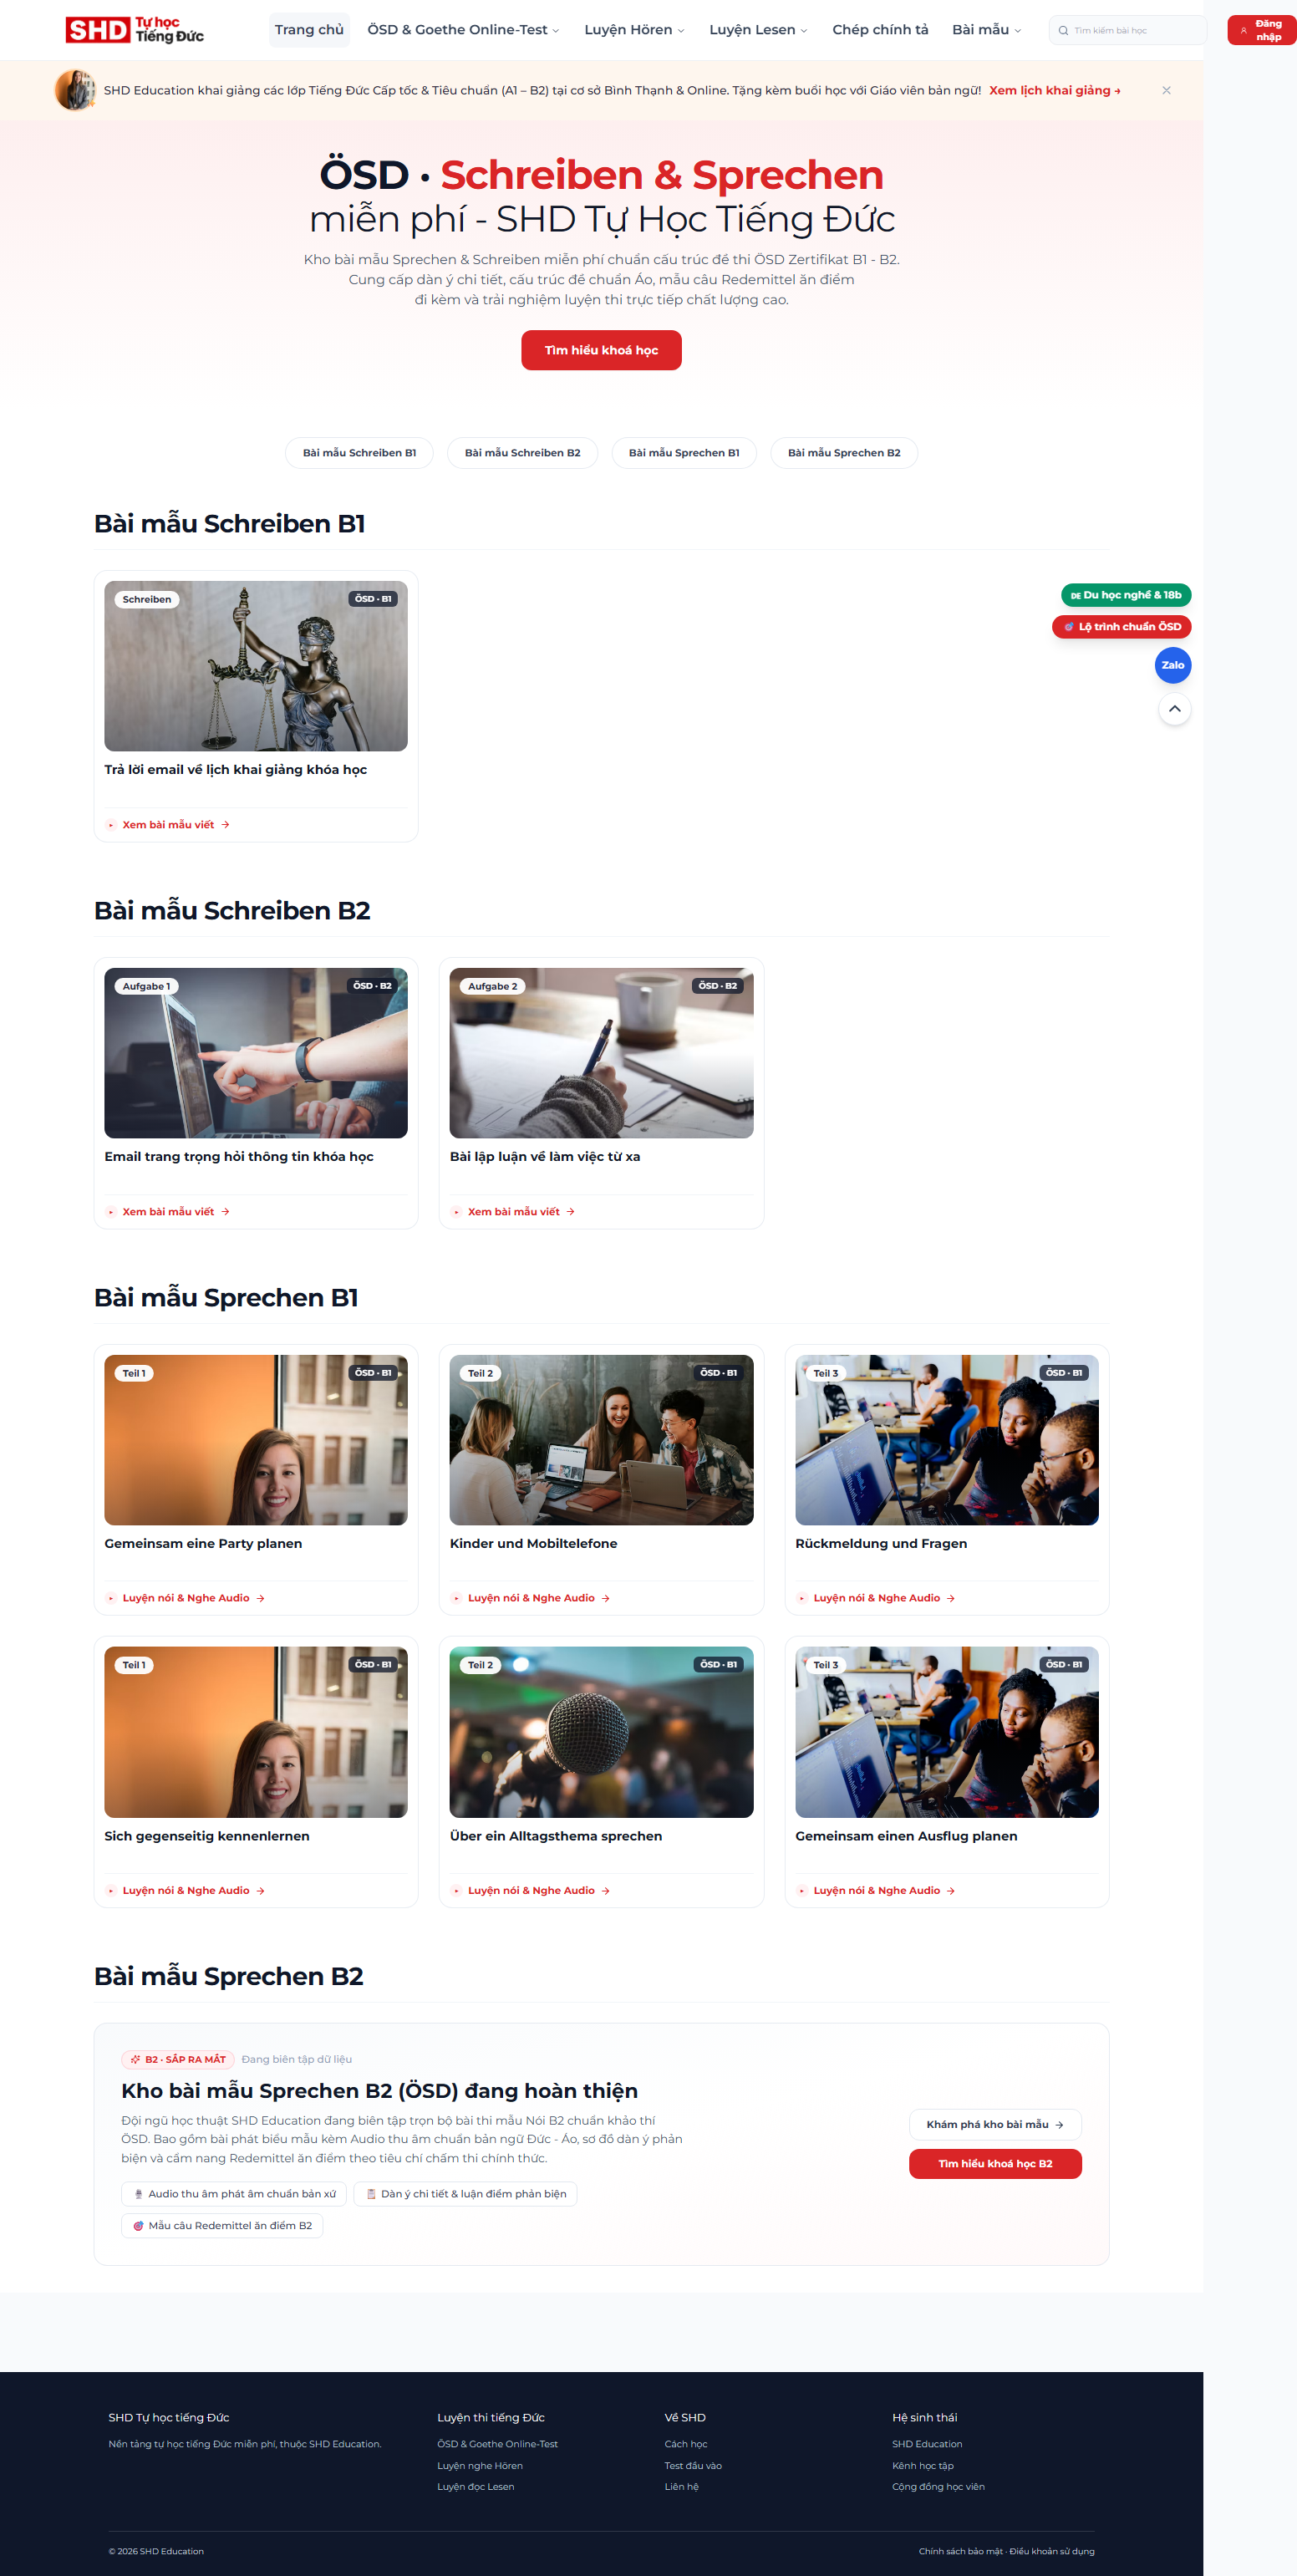 SHD Tự học Tiếng Đức
Trang chủ
ÖSD & Goethe Online-Test
Luyện Hören
Luyện Lesen
Chép chính tả
Bài mẫu
Tìm kiếm bài học
Đăng nhập
SHD Education khai giảng các lớp Tiếng Đức Cấp tốc & Tiêu chuẩn (A1 – B2) tại cơ sở Bình Thạnh & Online. Tặng kèm buổi học với Giáo viên bản ngữ! Xem lịch khai giảng →
ÖSD · Schreiben & Sprechen
miễn phí - SHD Tự Học Tiếng Đức
Kho bài mẫu Sprechen & Schreiben miễn phí chuẩn cấu trúc đề thi ÖSD Zertifikat B1 - B2.
Cung cấp dàn ý chi tiết, cấu trúc đề chuẩn Áo, mẫu câu Redemittel ăn điểm
đi kèm và trải nghiệm luyện thi trực tiếp chất lượng cao.
Tìm hiểu khoá học
Bài mẫu Schreiben B1
Bài mẫu Schreiben B2
Bài mẫu Sprechen B1
Bài mẫu Sprechen B2
Bài mẫu Schreiben B1
Schreiben
ÖSD · B1
Trả lời email về lịch khai giảng khóa học
Xem bài mẫu viết →
DE Du học nghề & 18b
🎯 Lộ trình chuẩn ÖSD
Zalo
Bài mẫu Schreiben B2
Aufgabe 1
ÖSD · B2
Email trang trọng hỏi thông tin khóa học
Xem bài mẫu viết →
Aufgabe 2
ÖSD · B2
Bài lập luận về làm việc từ xa
Xem bài mẫu viết →
Bài mẫu Sprechen B1
Teil 1
ÖSD · B1
Gemeinsam eine Party planen
Luyện nói & Nghe Audio →
Teil 2
ÖSD · B1
Kinder und Mobiltelefone
Luyện nói & Nghe Audio →
Teil 3
ÖSD · B1
Rückmeldung und Fragen
Luyện nói & Nghe Audio →
Teil 1
ÖSD · B1
Sich gegenseitig kennenlernen
Luyện nói & Nghe Audio →
Teil 2
ÖSD · B1
Über ein Alltagsthema sprechen
Luyện nói & Nghe Audio →
Teil 3
ÖSD · B1
Gemeinsam einen Ausflug planen
Luyện nói & Nghe Audio →
Bài mẫu Sprechen B2
B2 · SẮP RA MẮT
Đang biên tập dữ liệu
Kho bài mẫu Sprechen B2 (ÖSD) đang hoàn thiện
Đội ngũ học thuật SHD Education đang biên tập trọn bộ bài thi mẫu Nói B2 chuẩn khảo thí
ÖSD. Bao gồm bài phát biểu mẫu kèm Audio thu âm chuẩn bản ngữ Đức - Áo, sơ đồ dàn ý phản
biện và cẩm nang Redemittel ăn điểm theo tiêu chí chấm thi chính thức.
Audio thu âm phát âm chuẩn bản xứ
Dàn ý chi tiết & luận điểm phản biện
Mẫu câu Redemittel ăn điểm B2
Khám phá kho bài mẫu →
Tìm hiểu khoá học B2
SHD Tự học tiếng Đức
Nền tảng tự học tiếng Đức miễn phí, thuộc SHD Education.
Luyện thi tiếng Đức
ÖSD & Goethe Online-Test
Luyện nghe Hören
Luyện đọc Lesen
Về SHD
Cách học
Test đầu vào
Liên hệ
Hệ sinh thái
SHD Education
Kênh học tập
Cộng đồng học viên
© 2026 SHD Education
Chính sách bảo mật · Điều khoản sử dụng